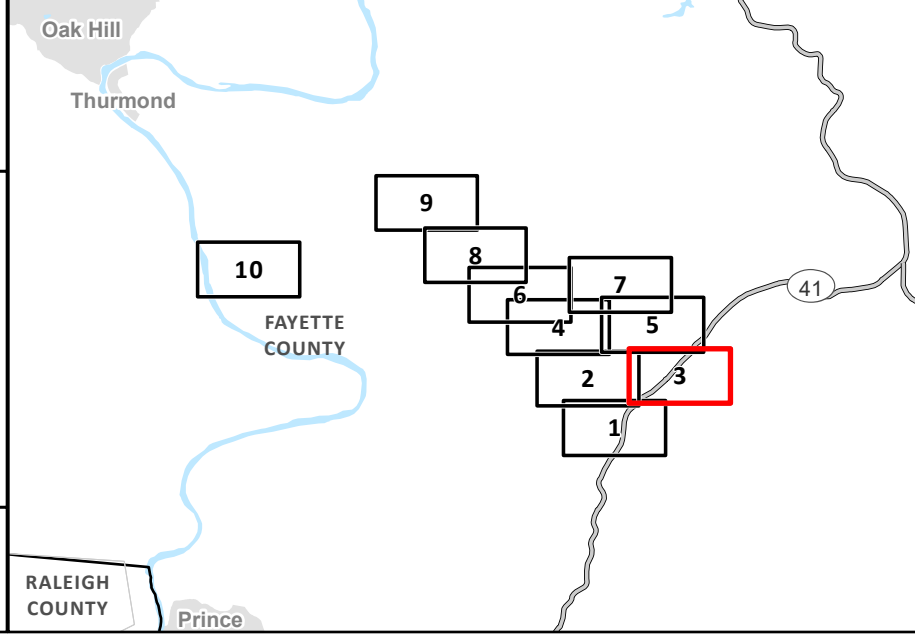 Oak Hill
Thurmond
9
8
10
7
6
41
FAYETTE
COUNTY
5
4
3
2
1
RALEIGH
COUNTY
Prince